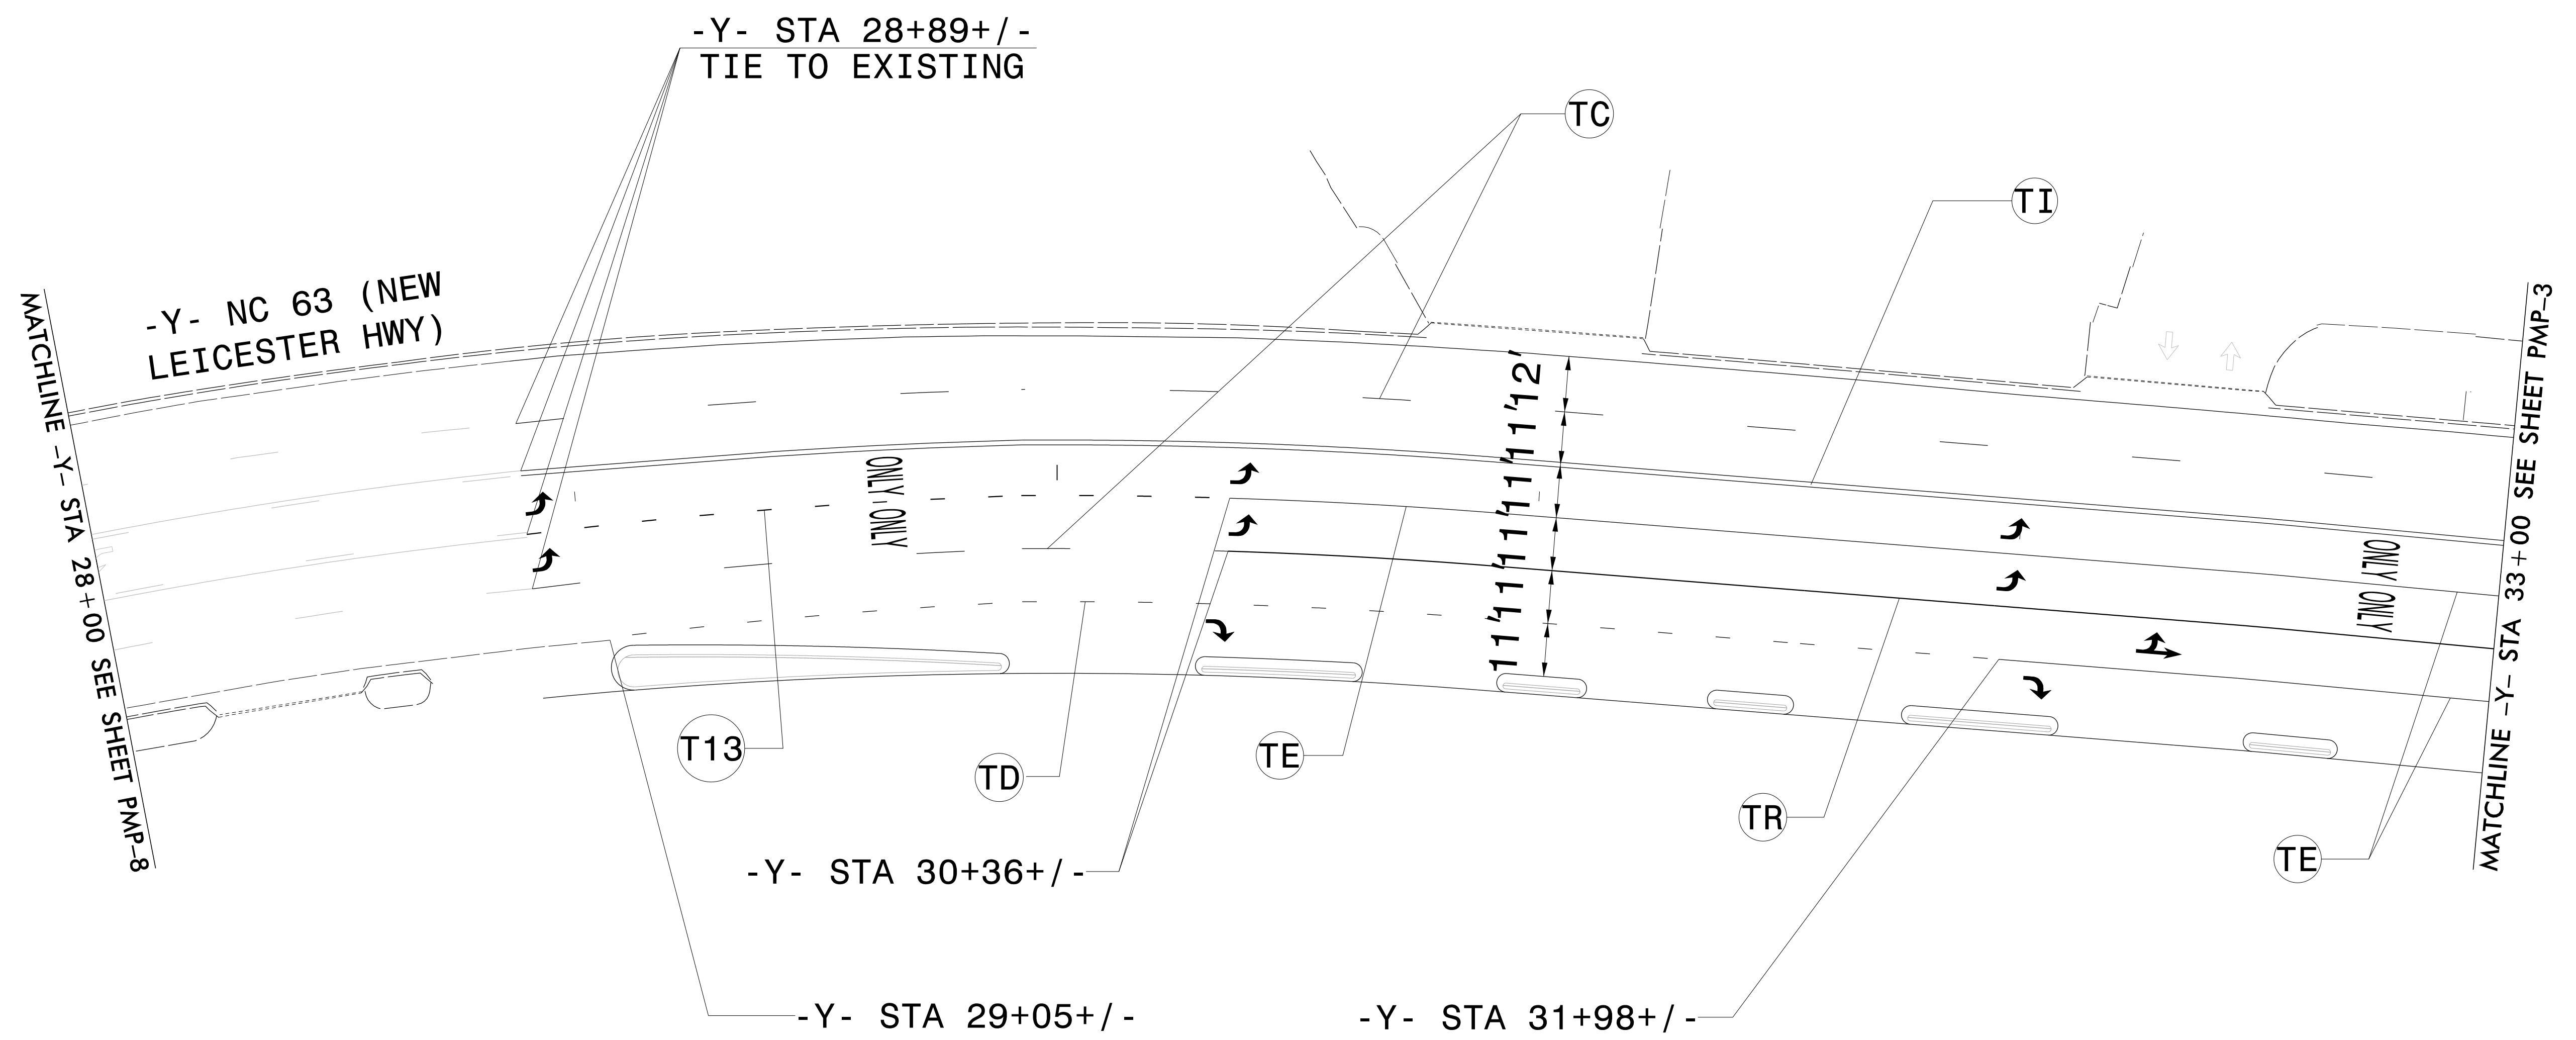 -Y- STA 28+89+/-
TIE TO EXISTING
TC
TI
-Y- NC 63 (NEW
LEICESTER HWY)
MATCHLINE -Y- STA 28+00 SEE SHEET PMP-8
12'
11'
11'
11'
11'
11'
ONLY
ONLY
ONLY
ONLY
MATCHLINE -Y- STA 33+00 SEE SHEET PMP-3
T13
TD
TE
TR
TE
-Y- STA 30+36+/-
-Y- STA 29+05+/-
-Y- STA 31+98+/-